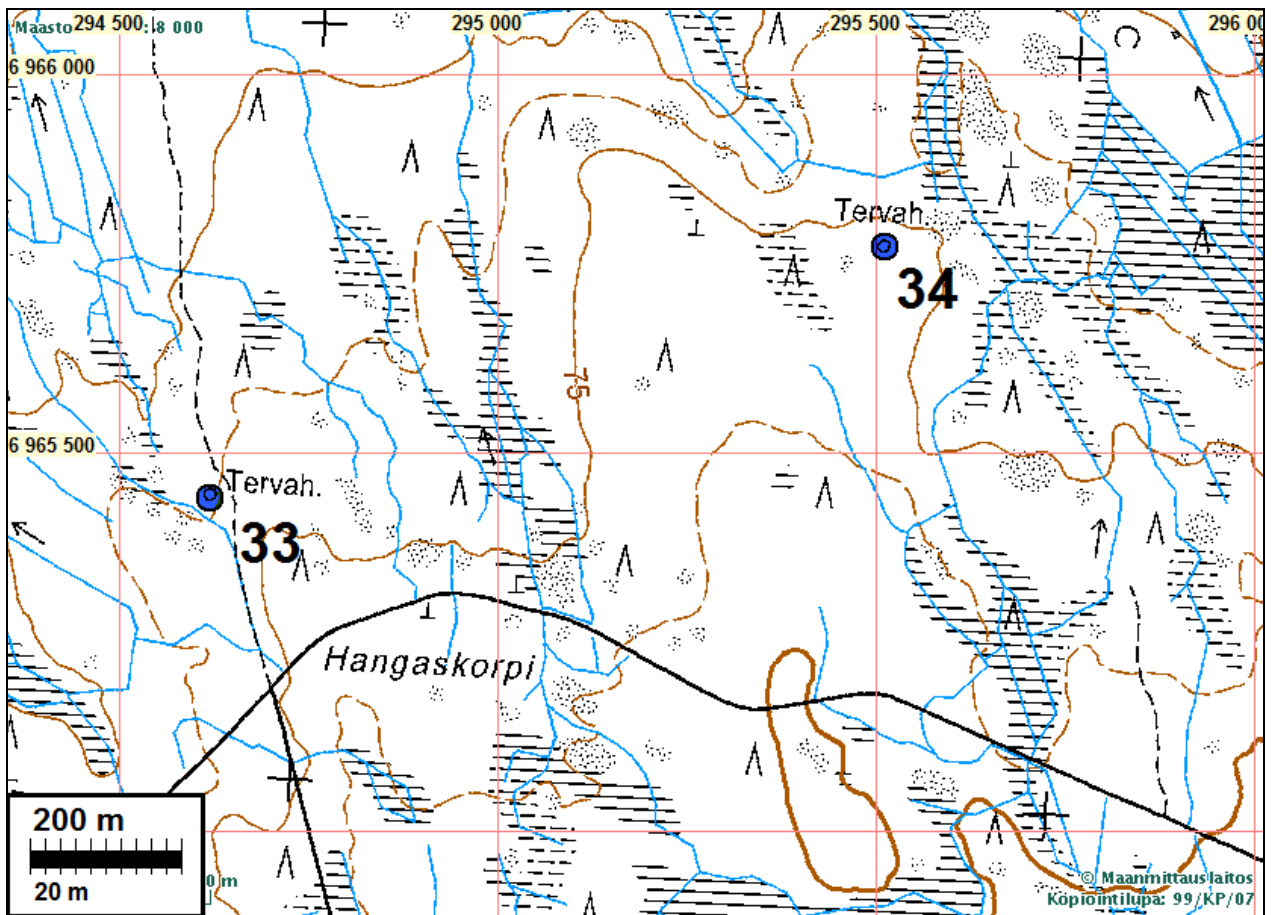 Maasto :8 000
294 500
295 000
295 500
296 00
6 966 000
Tervah.
34
75
6 965 500
Tervah.
33
Hangaskorpi
200 m
20 m
0 m
© Maanmittauslaitos
Kopiointilupa: 99/KP/07